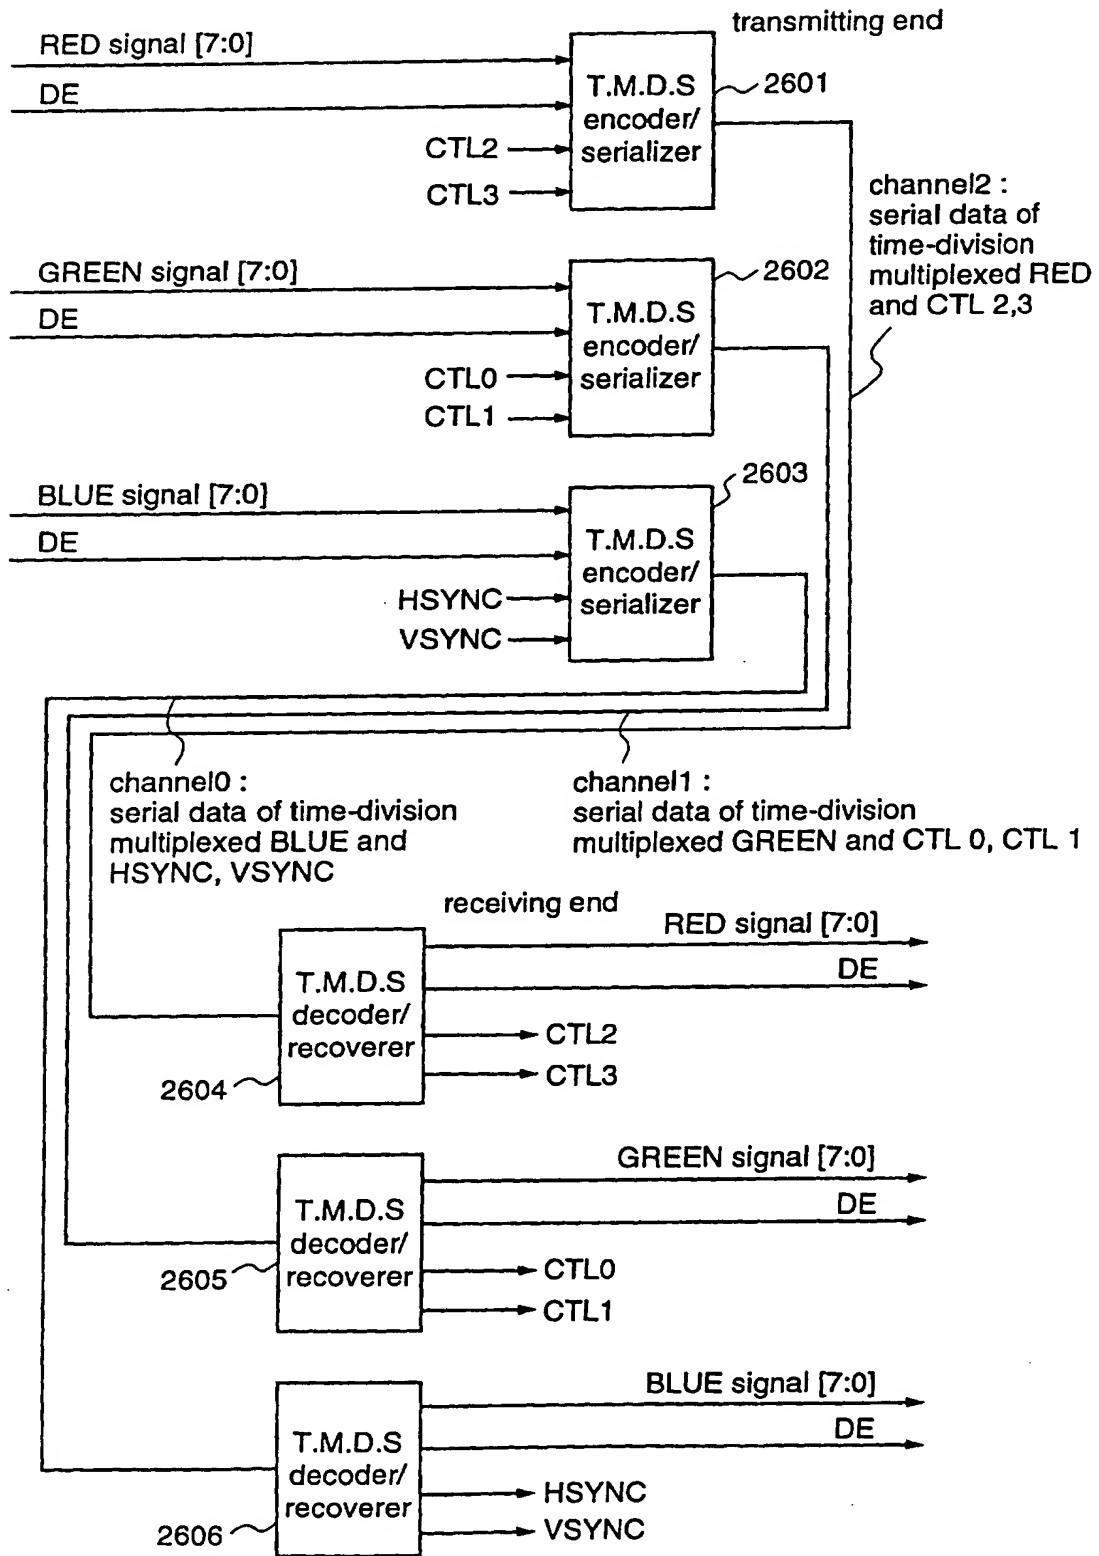 transmitting end
RED signal [7:0]
DE
CTL2
CTL3
T.M.D.S
encoder/
serializer
2601
channel2 :
serial data of
time-division
multiplexed RED
and CTL 2,3
GREEN signal [7:0]
DE
CTL0
CTL1
T.M.D.S
encoder/
serializer
2602
BLUE signal [7:0]
DE
HSYNC
VSYNC
T.M.D.S
encoder/
serializer
2603
channel0 :
serial data of time-division
multiplexed BLUE and
HSYNC, VSYNC
channel1 :
serial data of time-division
multiplexed GREEN and CTL 0, CTL 1
receiving end
T.M.D.S
decoder/
recoverer
2604
RED signal [7:0]
DE
CTL2
CTL3
T.M.D.S
decoder/
recoverer
2605
GREEN signal [7:0]
DE
CTL0
CTL1
T.M.D.S
decoder/
recoverer
2606
BLUE signal [7:0]
DE
HSYNC
VSYNC